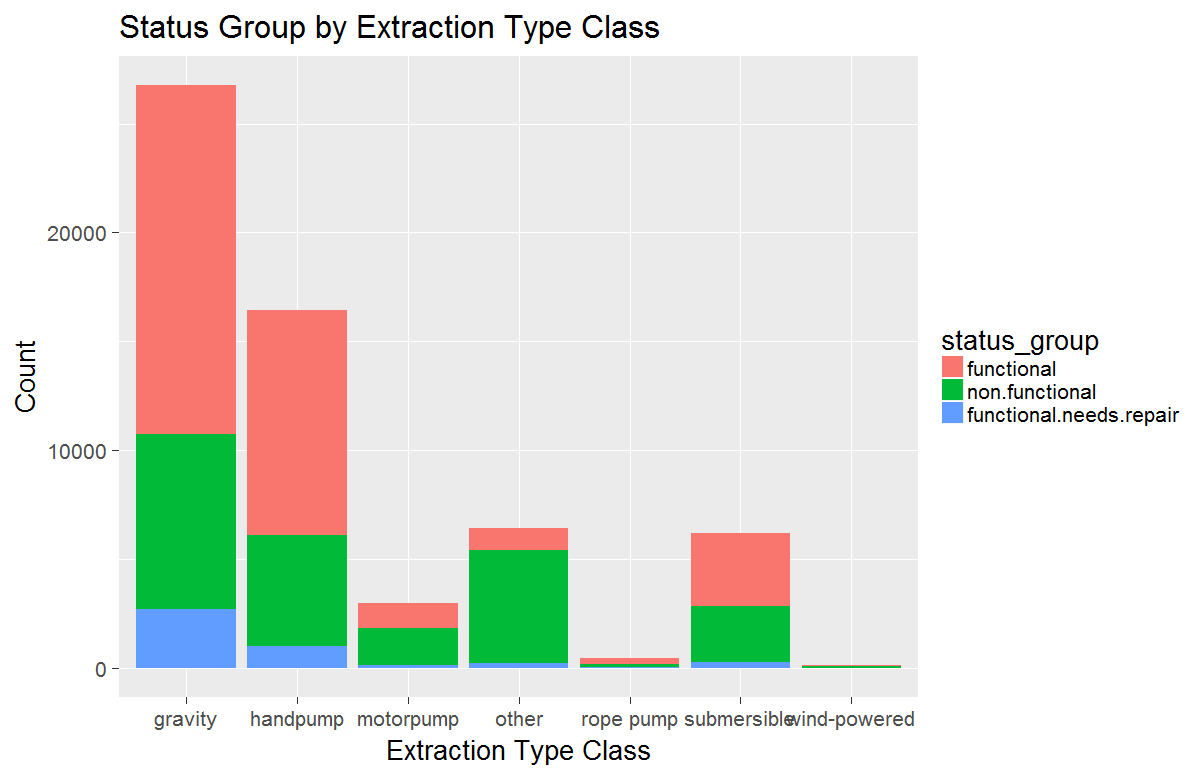 Status Group by Extraction Type Class
20000
10000
0
Count
gravity handpump motorpump other rope pump submersible wind-powered
Extraction Type Class
status_group
functional
non.functional
functional.needs.repair